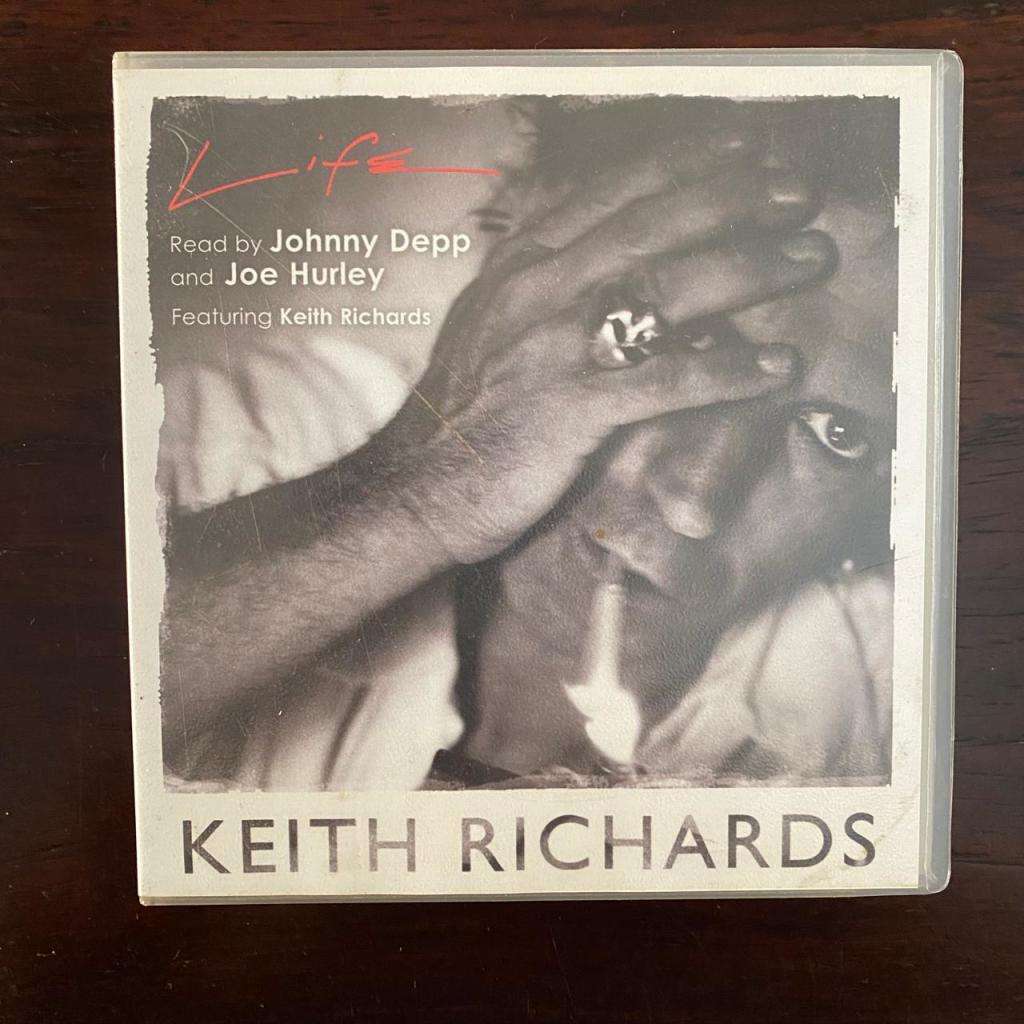 Life
Read by Johnny Depp
and Joe Hurley
Featuring Keith Richards
KEITH RICHARDS